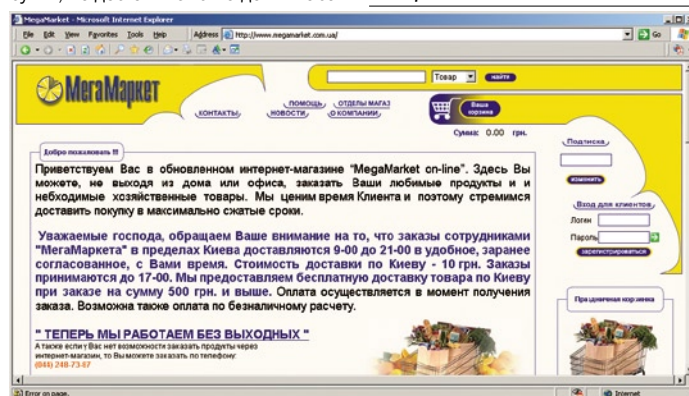 MegaMarket - Microsoft Internet Explorer
File Edit View Favorites Tools Help
Address http://www.megamarket.com.ua/
Go
МегаМаркет
Товар
найти
КОНТАКТЫ
ПОМОЩЬ
ОТДЕЛЫ МАГАЗ
НОВОСТИ
О КОМПАНИИ
Ваша
корзина
Сумма: 0.00 грн.
Подписка
изменить
Вход для клиентов
Логин
Пароль
зарегистрироваться
Праздничная корзинка
Добро пожаловать !!!
Приветствуем Вас в обновленном интернет-магазине "MegaMarket on-line". Здесь Вы
можете, не выходя из дома или офиса, заказать Ваши любимые продукты и и
небходимые хозяйственные товары. Мы ценим время Клиента и поэтому стремимся
доставить покупку в максимально сжатые сроки.
Уважаемые господа, обращаем Ваше внимание на то, что заказы сотрудниками
"МегаМаркета" в пределах Киева доставляются 9-00 до 21-00 в удобное, заранее
согласованное, с Вами время. Стоимость доставки по Киеву - 10 грн. Заказы
принимаются до 17-00. Мы предоставляем бесплатную доставку товара по Киеву
при заказе на сумму 500 грн. и выше. Оплата осуществляется в момент получения
заказа. Возможна также оплата по безналичному расчету.
" ТЕПЕРЬ МЫ РАБОТАЕМ БЕЗ ВЫХОДНЫХ "
А также если у Вас нет возможности заказать продукты через
интернет-магазин, то Вы можете заказать по телефону:
(044) 248-73-67
Error on page.
Internet